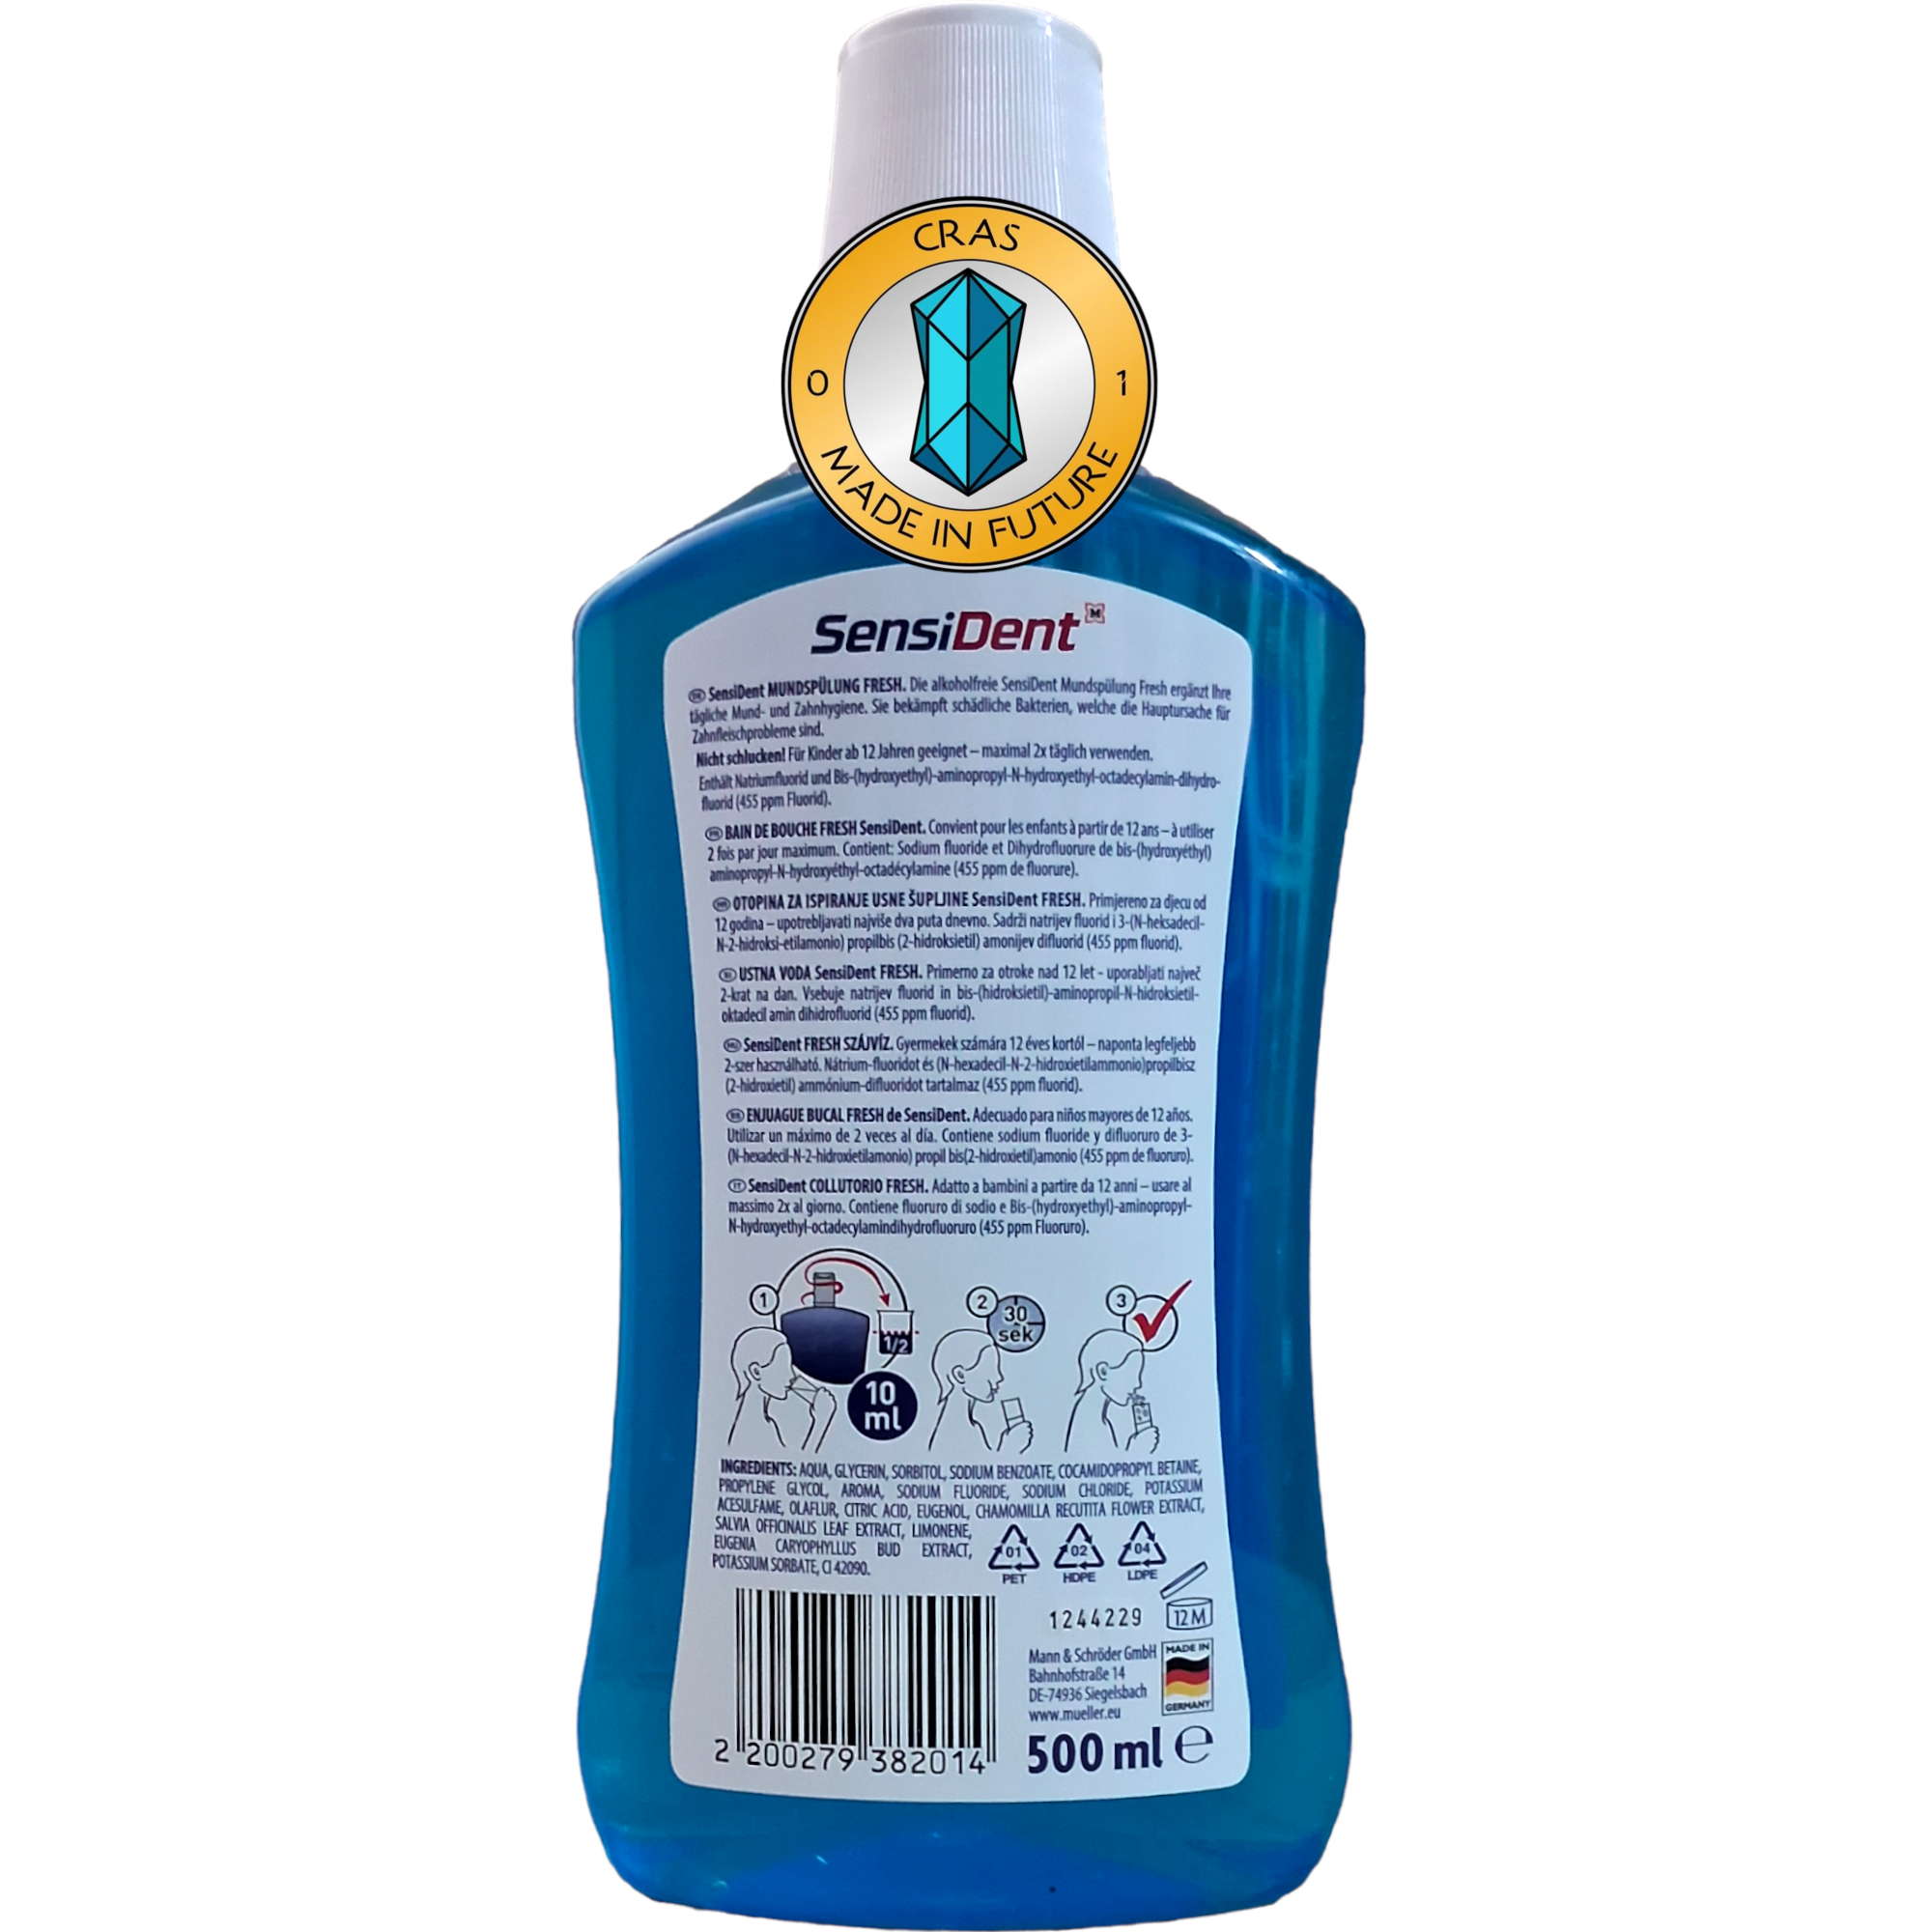 CRAS
0 1
MADE IN FUTURE
SensiDent M
DE SensiDent MUNDSPÜLUNG FRESH. Die alkoholfreie SensiDent Mundspülung Fresh ergänzt Ihre
tägliche Mund- und Zahnhygiene. Sie bekämpft schädliche Bakterien, welche die Hauptursache für
Zahnfleischprobleme sind.
Nicht schlucken! Für Kinder ab 12 Jahren geeignet – maximal 2x täglich verwenden.
Enthält Natriumfluorid und Bis-(hydroxyethyl)-aminopropyl-N-hydroxyethyl-octadecylamin-dihydro-
fluorid (455 ppm Fluorid).
FR BAIN DE BOUCHE FRESH SensiDent. Convient pour les enfants à partir de 12 ans – à utiliser
2 fois par jour maximum. Contient: Sodium fluoride et Dihydrofluorure de bis-(hydroxyéthyl)
aminopropyl-N-hydroxyéthyl-octadécylamine (455 ppm de fluorure).
HR OTOPINA ZA ISPIRANJE USNE ŠUPLJINE SensiDent FRESH. Primjereno za djecu od
12 godina – upotrebljavati najviše dva puta dnevno. Sadrži natrijev fluorid i 3-(N-heksadecil-
N-2-hidroksi-etilamonio) propilbis (2-hidroksietil) amonijev difluorid (455 ppm fluorid).
SI USTNA VODA SensiDent FRESH. Primerno za otroke nad 12 let - uporabljati največ
2-krat na dan. Vsebuje natrijev fluorid in bis-(hidroksietil)-aminopropil-N-hidroksietil-
oktadecil amin dihidrofluorid (455 ppm fluorid).
HU SensiDent FRESH SZÁJVÍZ. Gyermekek számára 12 éves kortól – naponta legfeljebb
2-szer használható. Nátrium-fluoridot és (N-hexadecil-N-2-hidroxietilammonio)propilbisz
(2-hidroxietil) ammónium-difluoridot tartalmaz (455 ppm fluorid).
ES ENJUAGUE BUCAL FRESH de SensiDent. Adecuado para niños mayores de 12 años.
Utilizar un máximo de 2 veces al día. Contiene sodium fluoride y difluoruro de 3-
(N-hexadecil-N-2-hidroxietilamonio) propil bis(2-hidroxietil)amonio (455 ppm de fluoruro).
IT SensiDent COLLUTORIO FRESH. Adatto a bambini a partire da 12 anni – usare al
massimo 2x al giorno. Contiene fluoruro di sodio e Bis-(hydroxyethyl)-aminopropyl-
N-hydroxyethyl-octadecylamindihydrofluoruro (455 ppm Fluoruro).
1 2 3
30
sek
1/2
10
ml
INGREDIENTS: AQUA, GLYCERIN, SORBITOL, SODIUM BENZOATE, COCAMIDOPROPYL BETAINE,
PROPYLENE GLYCOL, AROMA, SODIUM FLUORIDE, SODIUM CHLORIDE, POTASSIUM
ACESULFAME, OLAFLUR, CITRIC ACID, EUGENOL, CHAMOMILLA RECUTITA FLOWER EXTRACT,
SALVIA OFFICINALIS LEAF EXTRACT, LIMONENE,
EUGENIA CARYOPHYLLUS BUD EXTRACT,
POTASSIUM SORBATE, CI 42090.
01 02 04
PET HDPE LDPE
1244229 12 M
Mann & Schröder GmbH
Bahnhofstraße 14
DE-74936 Siegelsbach
www.mueller.eu
MADE IN
GERMANY
500 ml e
2 200279 382014